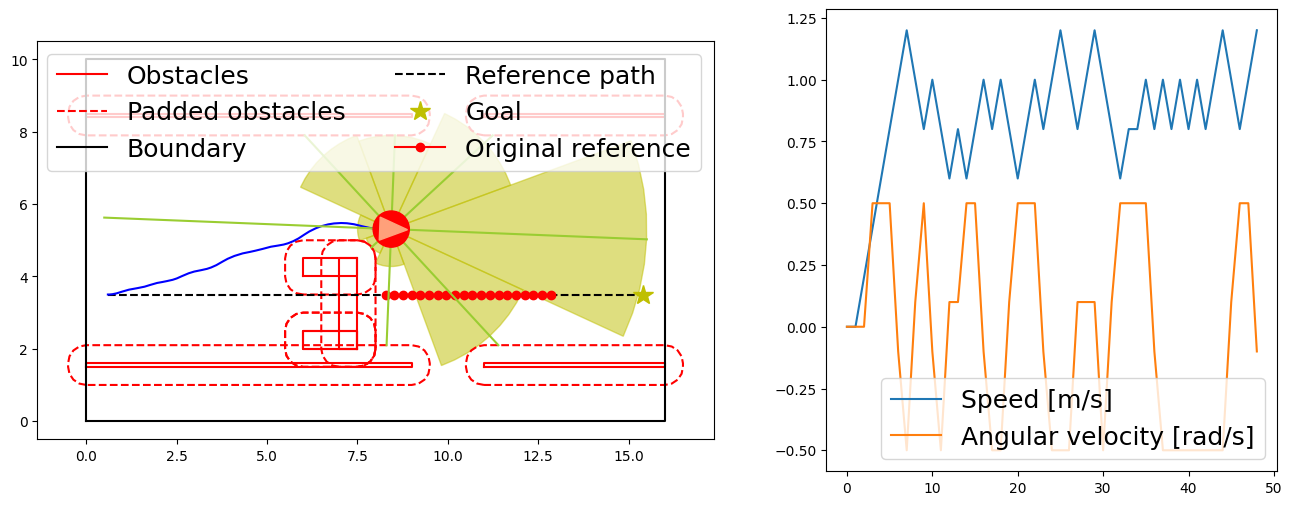 Obstacles
Padded obstacles
Boundary
Reference path
Goal
Original reference
10
8
6
4
2
0
0.0 2.5 5.0 7.5 10.0 12.5 15.0
1.25
1.00
0.75
0.50
0.25
0.00
−0.25
−0.50
Speed [m/s]
Angular velocity [rad/s]
0 10 20 30 40 50